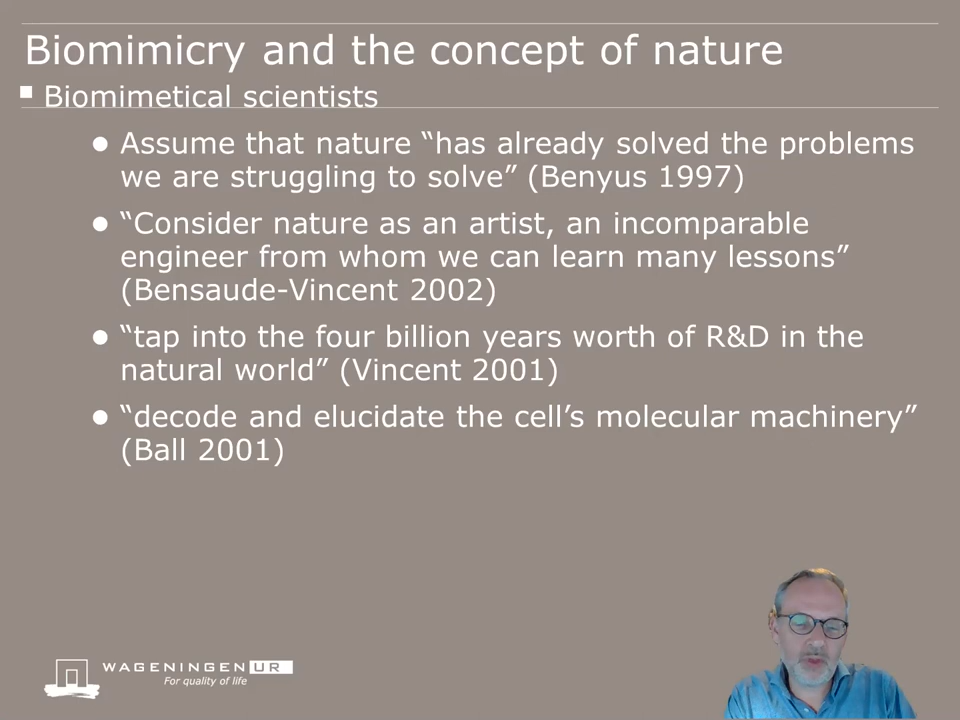 Biomimicry and the concept of nature
▪ Biomimetical scientists
● Assume that nature “has already solved the problems
we are struggling to solve” (Benyus 1997)
● “Consider nature as an artist, an incomparable
engineer from whom we can learn many lessons”
(Bensaude-Vincent 2002)
● “tap into the four billion years worth of R&D in the
natural world” (Vincent 2001)
● “decode and elucidate the cell’s molecular machinery”
(Ball 2001)
WAGENINGEN UR
For quality of life